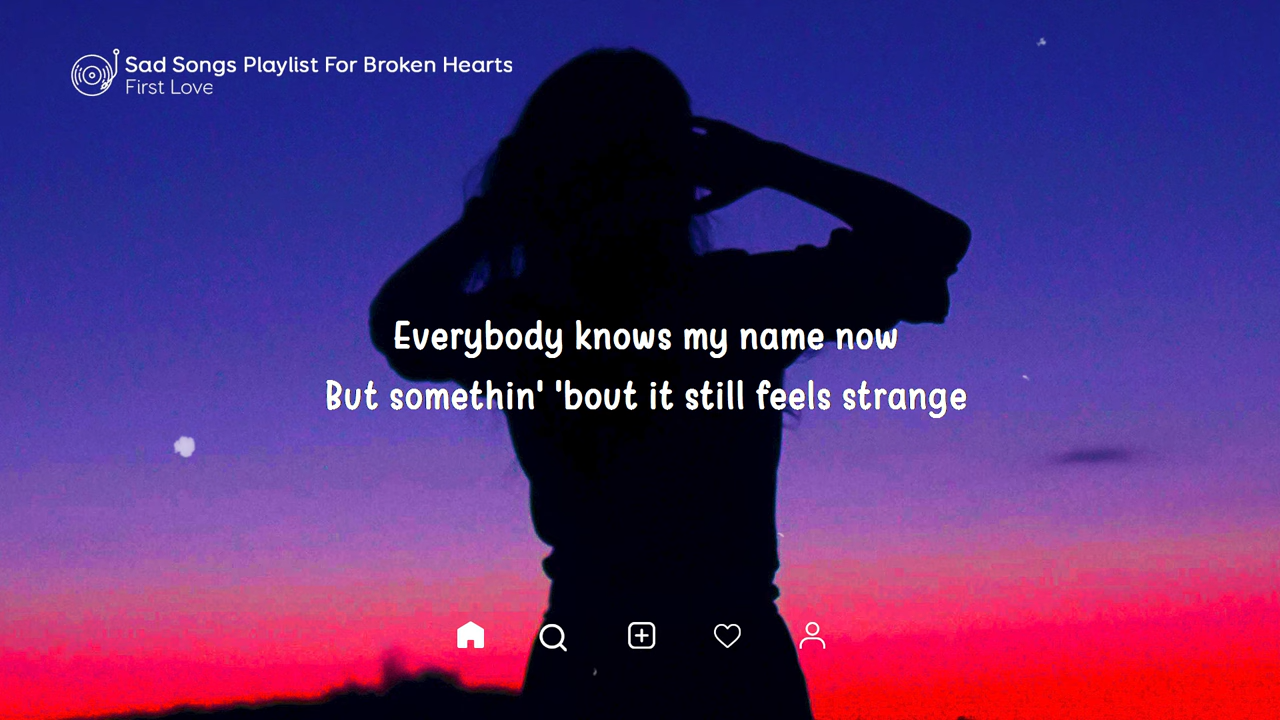 Sad Songs Playlist For Broken Hearts
First Love
Everybody knows my name now
But somethin' 'bout it still feels strange